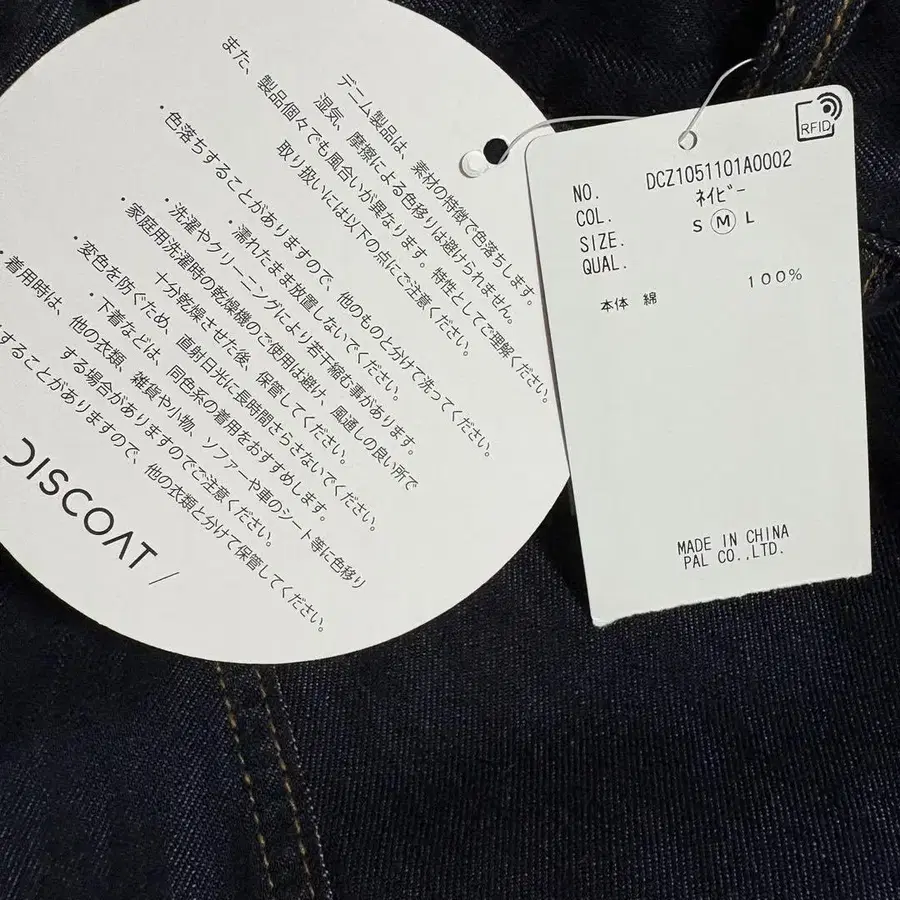 デニム製品は、素材の特徴で色落ちします。
湿気、摩擦による色移りは避けられません。
また、製品個々でも風合いが異なります。特性としてご理解ください。
取り扱いには以下の点にご注意ください。
・色落ちすることがありますので、他のものと分けて洗ってください。
・濡れたまま放置しないでください。
・洗濯やクリーニングにより若干縮む事があります。
・家庭用洗濯時の乾燥機のご使用は避け、風通しの良い所で
十分乾燥させた後、保管してください。
・変色を防ぐため、直射日光に長時間さらさないでください。
・下着などは、同色系の着用をおすすめします。
・着用時は、他の衣類、雑貨や小物、ソファーや車のシート等に色移り
する場合がありますのでご注意ください。
することがありますので、他の衣類と分けて保管してください。
DISCOAT /
RFID
NO. DCZ1051101A0002
COL. ネイビー
SIZE. S M L
QUAL.
本体 綿 100%
MADE IN CHINA
PAL CO.,LTD.